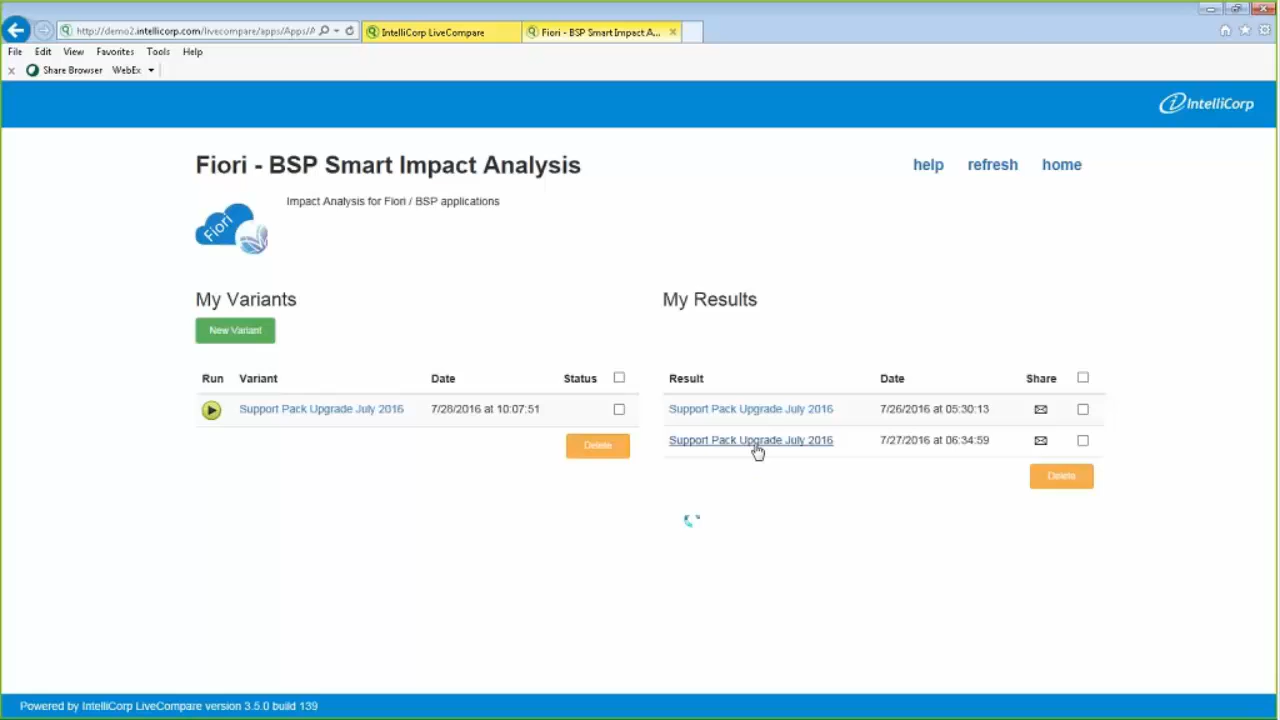 http://demo2.intellicorp.com/livecompare/apps/Apps/A
IntelliCorp LiveCompare
Fiori - BSP Smart Impact A...
File Edit View Favorites Tools Help
Share Browser WebEx
IntelliCorp
Fiori - BSP Smart Impact Analysis
help refresh home
Impact Analysis for Fiori / BSP applications
Fiori
My Variants
My Results
New Variant
Run Variant Date Status
Result Date Share
Support Pack Upgrade July 2016 7/28/2016 at 10:07:51
Support Pack Upgrade July 2016 7/26/2016 at 05:30:13
Support Pack Upgrade July 2016 7/27/2016 at 06:34:59
Delete
Delete
Powered by IntelliCorp LiveCompare version 3.5.0 build 139